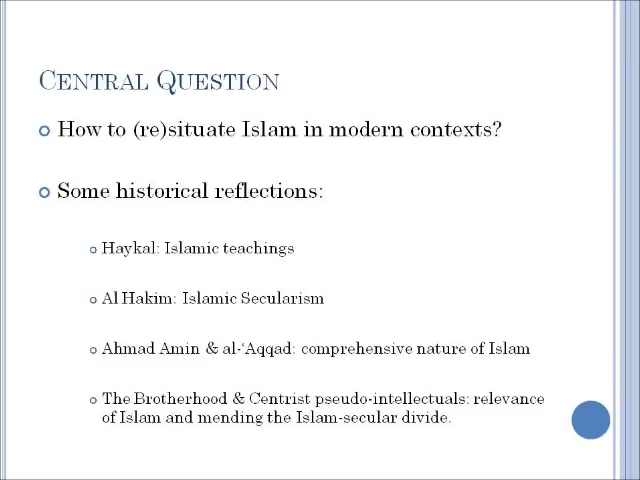 CENTRAL QUESTION
How to (re)situate Islam in modern contexts?
Some historical reflections:
Haykal: Islamic teachings
Al Hakim: Islamic Secularism
Ahmad Amin & al-‘Aqqad: comprehensive nature of Islam
The Brotherhood & Centrist pseudo-intellectuals: relevance
of Islam and mending the Islam-secular divide.